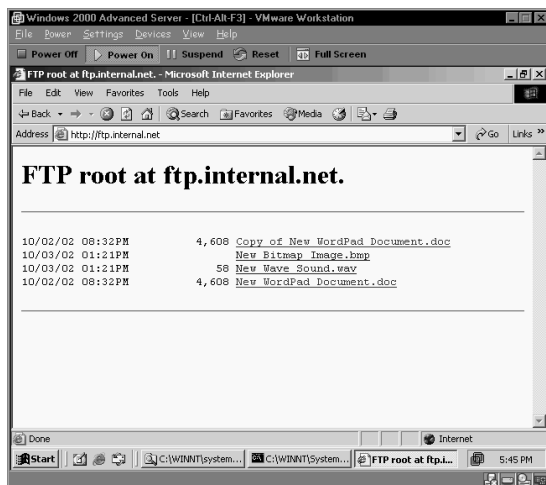 Windows 2000 Advanced Server - [Ctrl-Alt-F3] - VMware Workstation
File Power Settings Devices View Help
Power Off Power On Suspend Reset Full Screen
FTP root at ftp.internal.net. - Microsoft Internet Explorer
File Edit View Favorites Tools Help
Back Search Favorites Media
Address http://ftp.internal.net Go Links »
FTP root at ftp.internal.net.
10/02/02 08:32PM 4,608 Copy of New WordPad Document.doc
10/03/02 01:21PM New Bitmap Image.bmp
10/03/02 01:21PM 58 New Wave Sound.wav
10/02/02 08:32PM 4,608 New WordPad Document.doc
Done Internet
Start C:\WINNT\system... C:\WINNT\System... FTP root at ftp.i... 5:45 PM